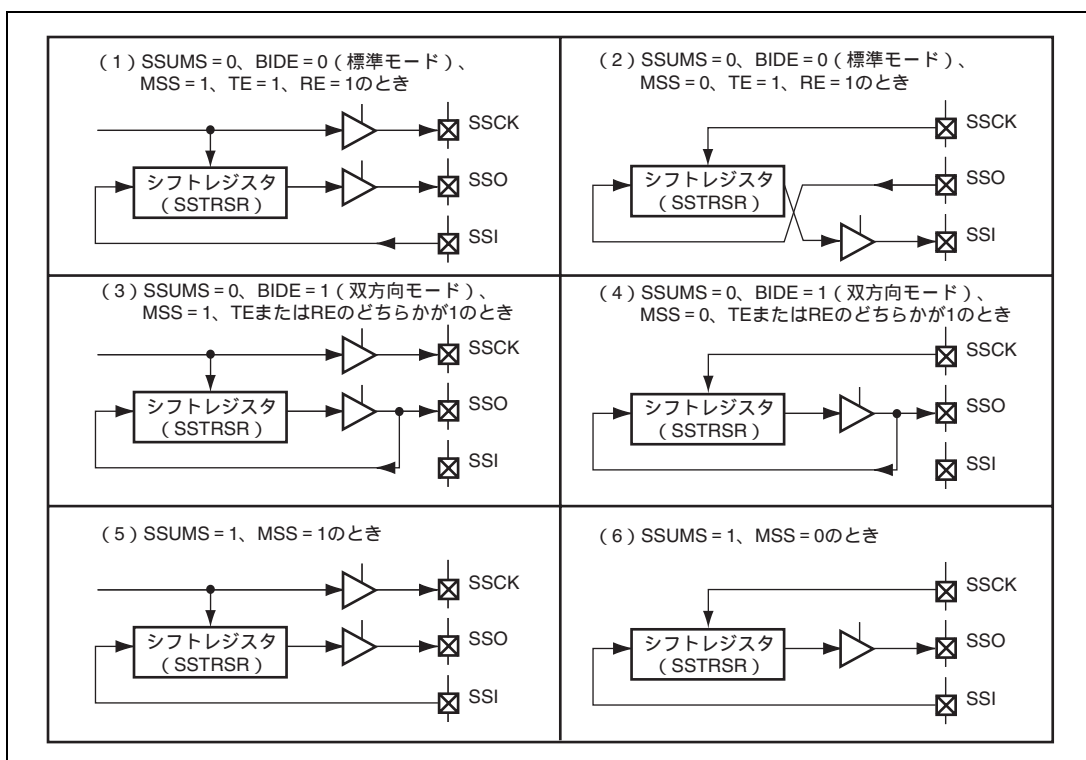 （1）SSUMS = 0、BIDE = 0（標準モード）、
MSS = 1、TE = 1、RE = 1のとき
SSCK
シフトレジスタ
（SSTRSR）
SSO
SSI
（2）SSUMS = 0、BIDE = 0（標準モード）、
MSS = 0、TE = 1、RE = 1のとき
SSCK
シフトレジスタ
（SSTRSR）
SSO
SSI
（3）SSUMS = 0、BIDE = 1（双方向モード）、
MSS = 1、TEまたはREのどちらかが1のとき
SSCK
シフトレジスタ
（SSTRSR）
SSO
SSI
（4）SSUMS = 0、BIDE = 1（双方向モード）、
MSS = 0、TEまたはREのどちらかが1のとき
SSCK
シフトレジスタ
（SSTRSR）
SSO
SSI
（5）SSUMS = 1、MSS = 1のとき
SSCK
シフトレジスタ
（SSTRSR）
SSO
SSI
（6）SSUMS = 1、MSS = 0のとき
SSCK
シフトレジスタ
（SSTRSR）
SSO
SSI